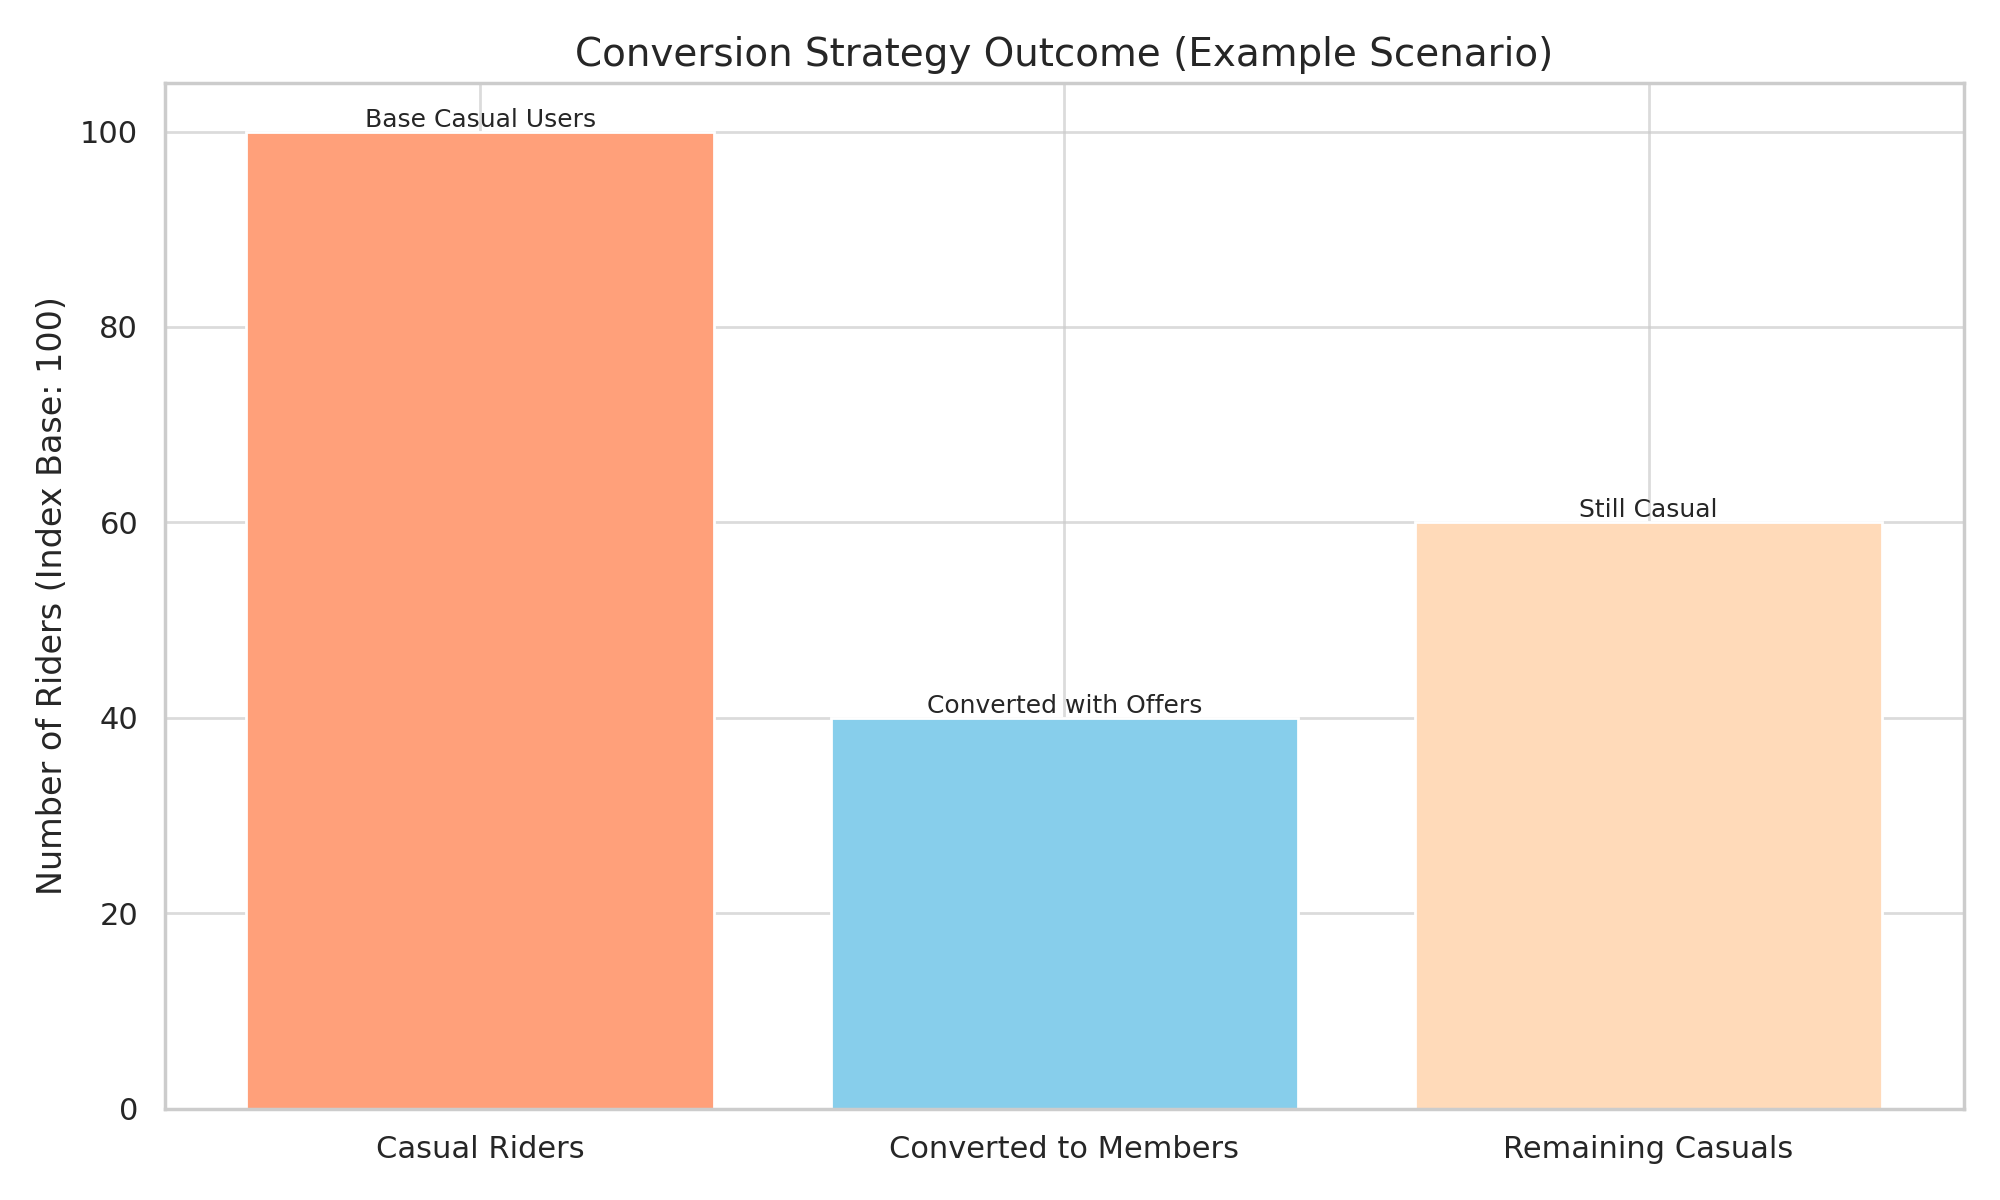 Conversion Strategy Outcome (Example Scenario)
Number of Riders (Index Base: 100)
100
80
60
40
20
0
Base Casual Users
Converted with Offers
Still Casual
Casual Riders
Converted to Members
Remaining Casuals